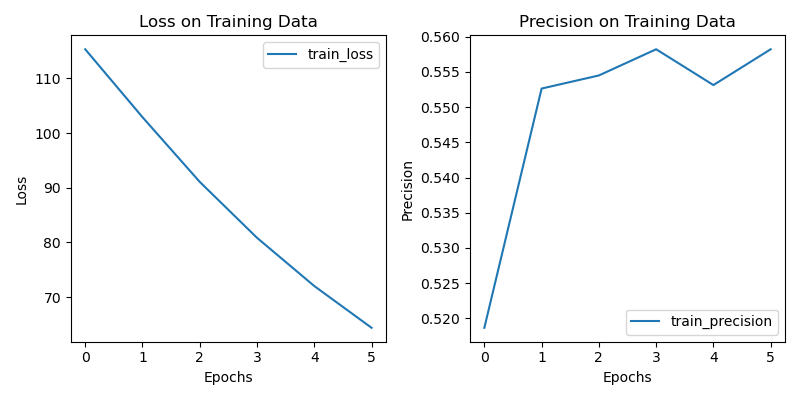 Loss on Training Data
train_loss
110
100
90
80
70
Loss
0 1 2 3 4 5
Epochs
Precision on Training Data
0.560
0.555
0.550
0.545
0.540
0.535
0.530
0.525
0.520
Precision
train_precision
0 1 2 3 4 5
Epochs